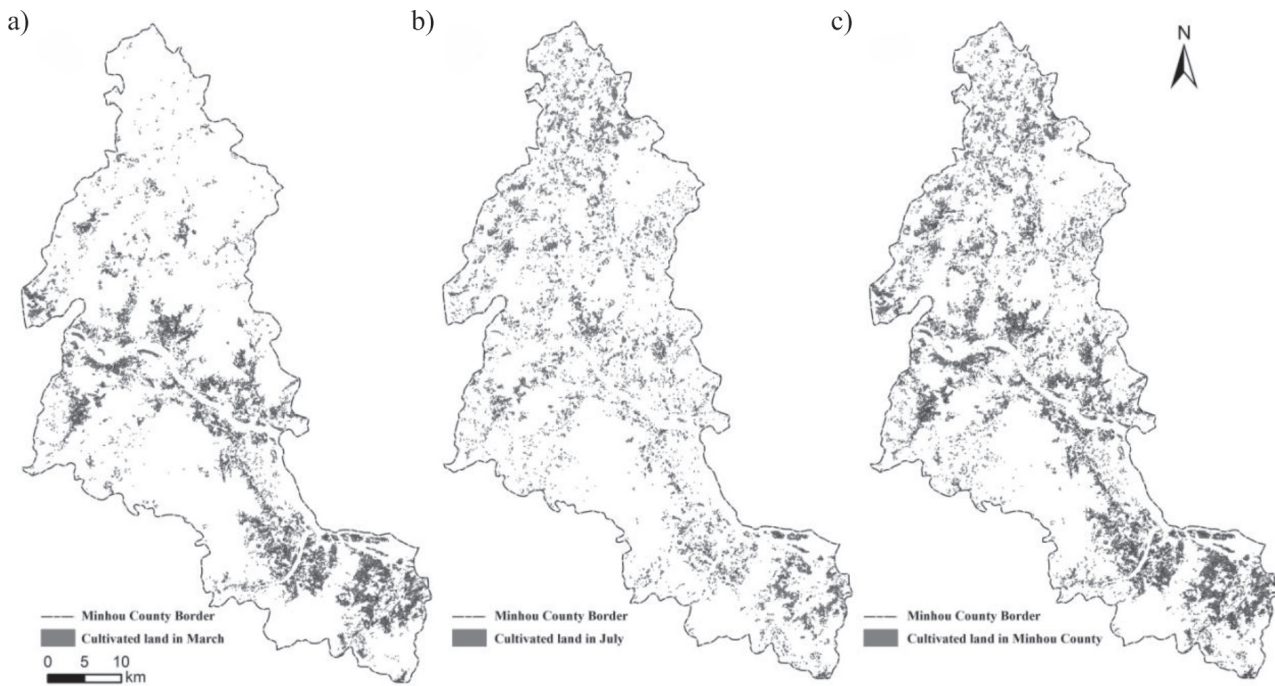 a)
b)
c)
N
Minhou County Border
Cultivated land in March
0 5 10
km
Minhou County Border
Cultivated land in July
Minhou County Border
Cultivated land in Minhou County